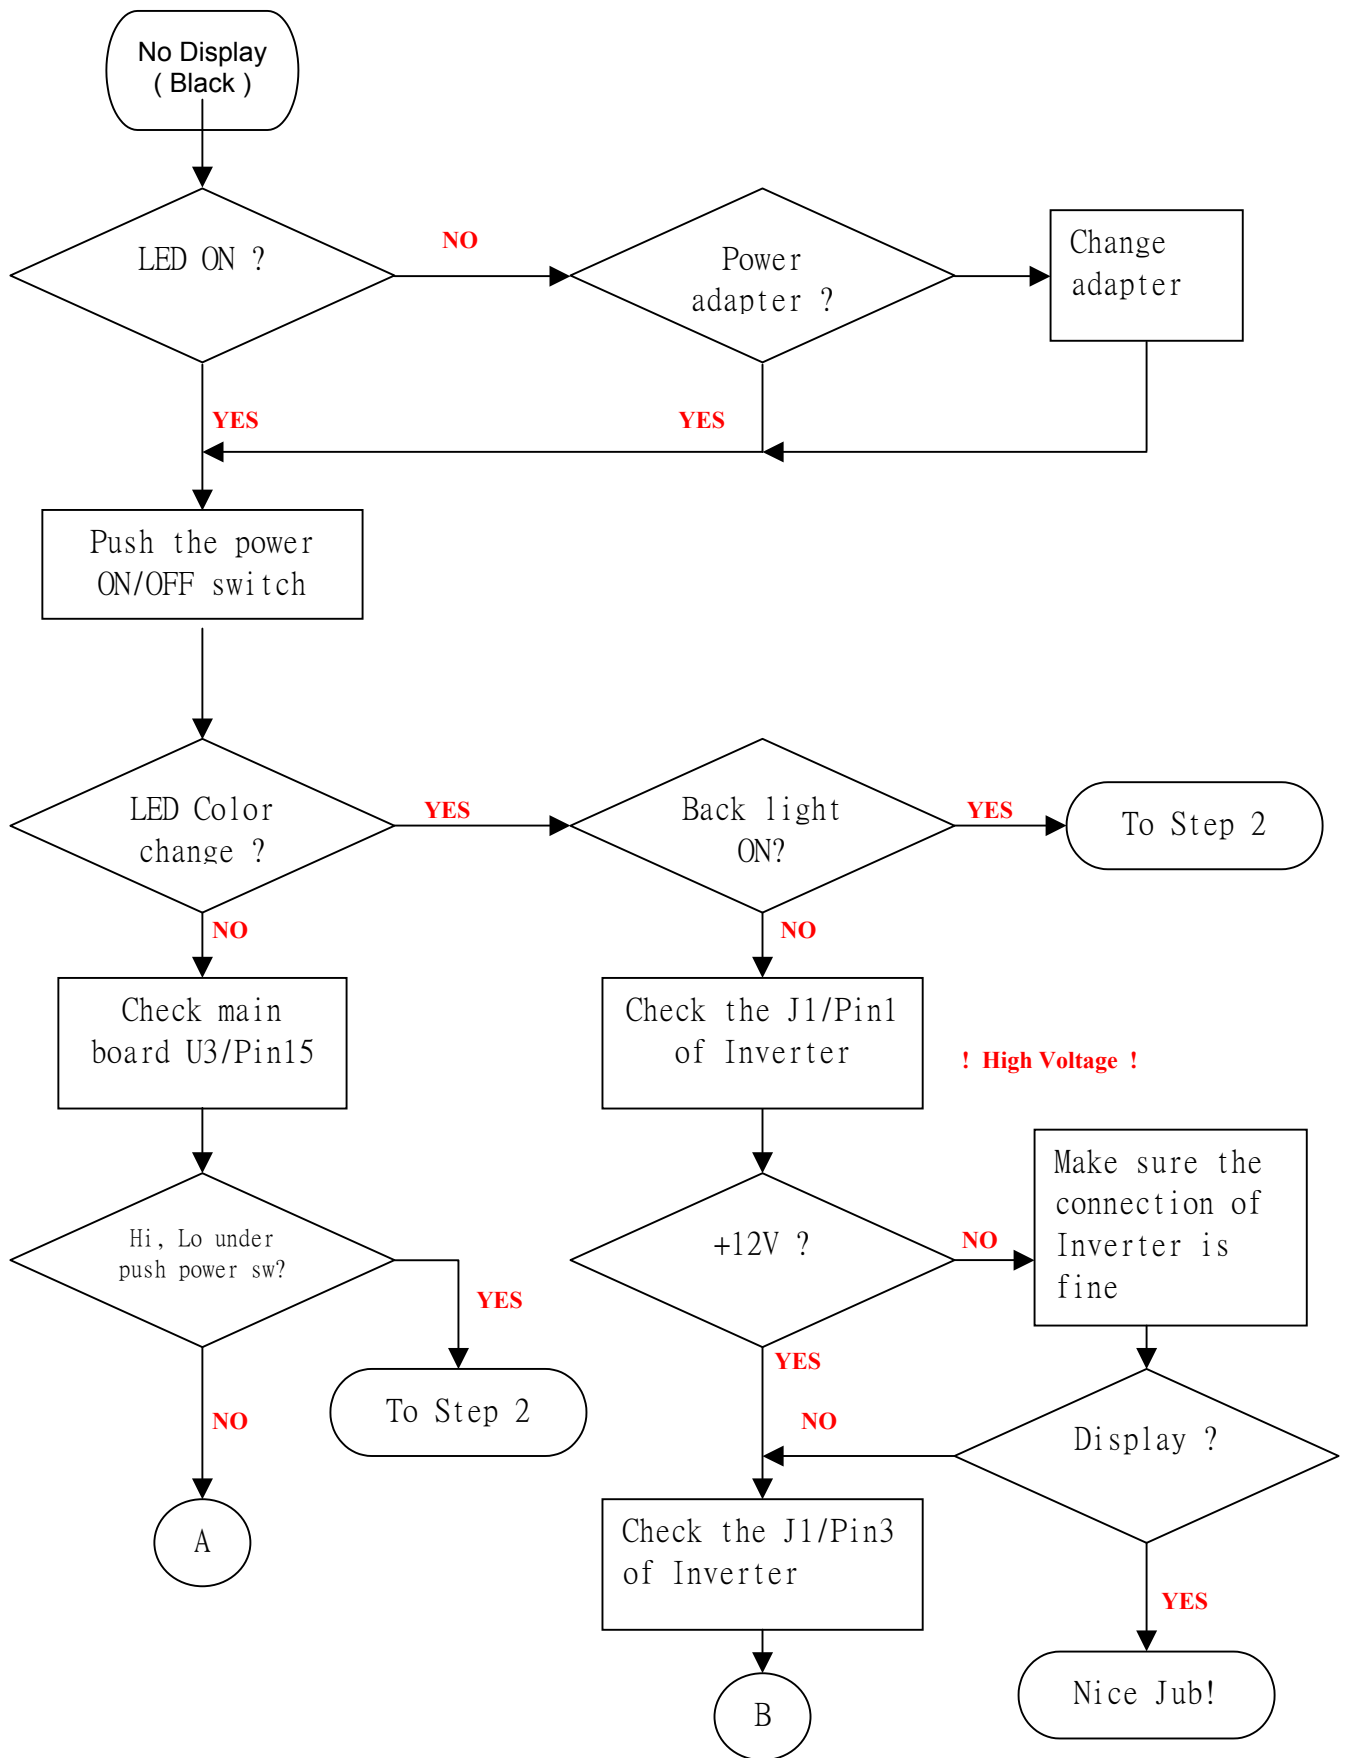 No Display
( Black )
LED ON ?
NO
Power
adapter ?
Change
adapter
YES
YES
Push the power
ON/OFF switch
LED Color
change ?
YES
Back light
ON?
YES
To Step 2
NO
NO
Check main
board U3/Pin15
Check the J1/Pin1
of Inverter
! High Voltage !
Hi, Lo under
push power sw?
YES
+12V ?
NO
Make sure the
connection of
Inverter is
fine
To Step 2
NO
YES
NO
Display ?
A
Check the J1/Pin3
of Inverter
YES
B
Nice Jub!